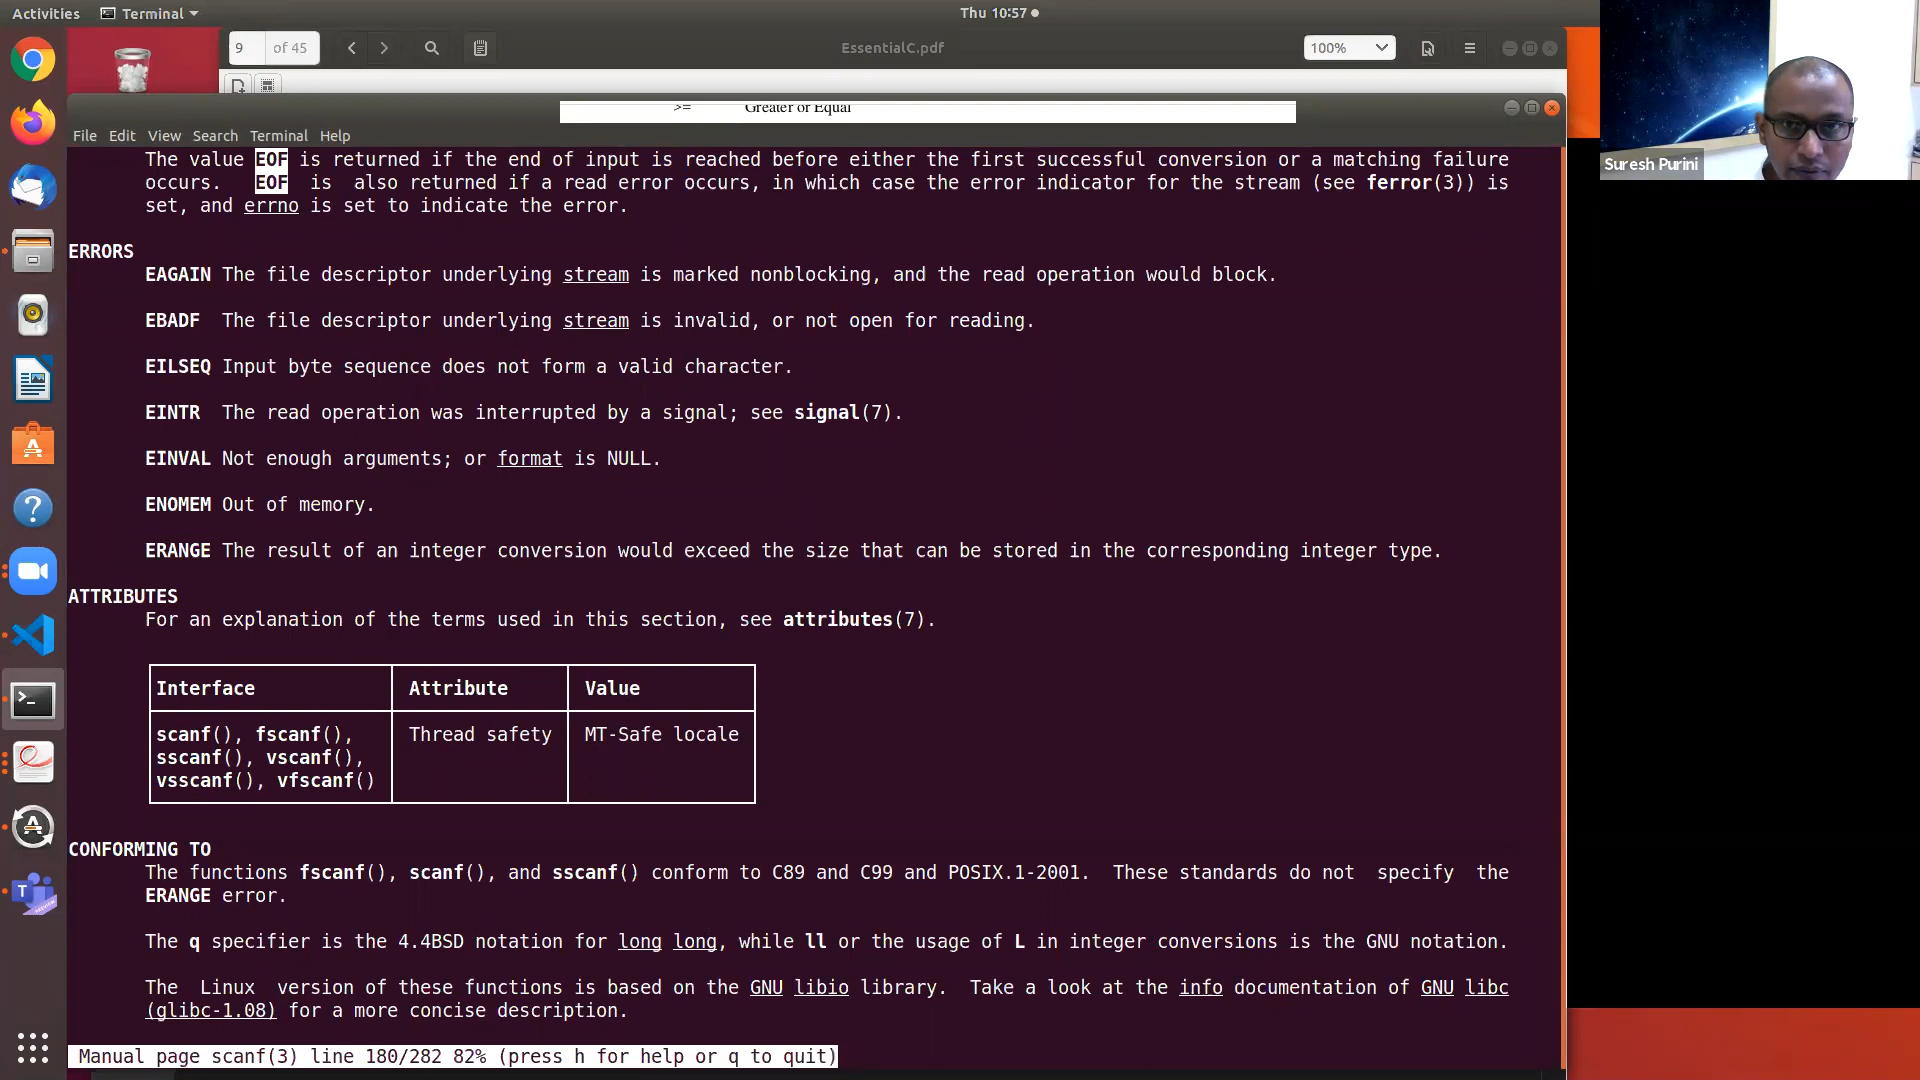 Activities Terminal Thu 10:57
9 of 45 EssentialC.pdf 100%
>= Greater or Equal
File Edit View Search Terminal Help
The value EOF is returned if the end of input is reached before either the first successful conversion or a matching failure
occurs. EOF is also returned if a read error occurs, in which case the error indicator for the stream (see ferror(3)) is
set, and errno is set to indicate the error.
ERRORS
EAGAIN The file descriptor underlying stream is marked nonblocking, and the read operation would block.
EBADF The file descriptor underlying stream is invalid, or not open for reading.
EILSEQ Input byte sequence does not form a valid character.
EINTR The read operation was interrupted by a signal; see signal(7).
EINVAL Not enough arguments; or format is NULL.
ENOMEM Out of memory.
ERANGE The result of an integer conversion would exceed the size that can be stored in the corresponding integer type.
ATTRIBUTES
For an explanation of the terms used in this section, see attributes(7).
Interface Attribute Value
scanf(), fscanf(), Thread safety MT-Safe locale
sscanf(), vscanf(),
vsscanf(), vfscanf()
CONFORMING TO
The functions fscanf(), scanf(), and sscanf() conform to C89 and C99 and POSIX.1-2001. These standards do not specify the
ERANGE error.
The q specifier is the 4.4BSD notation for long long, while ll or the usage of L in integer conversions is the GNU notation.
The Linux version of these functions is based on the GNU libio library. Take a look at the info documentation of GNU libc
(glibc-1.08) for a more concise description.
Manual page scanf(3) line 180/282 82% (press h for help or q to quit)
Suresh Purini